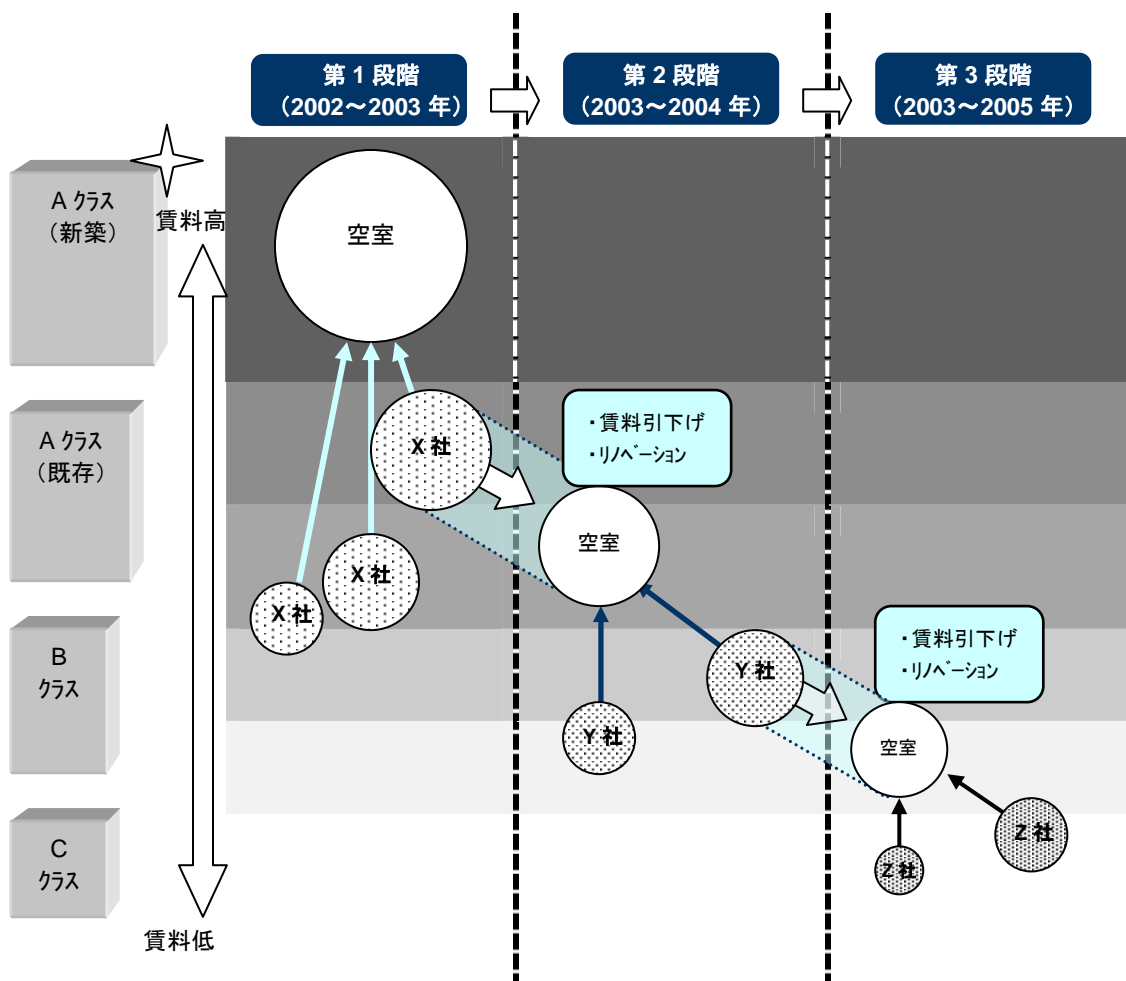 第 1 段階
(2002～2003 年)
第 2 段階
(2003～2004 年)
第 3 段階
(2003～2005 年)
A ｸﾗｽ
(新築)
賃料高
空室
A ｸﾗｽ
(既存)
X 社
・賃料引下げ
・ﾘﾉﾍﾞｰｼｮﾝ
空室
X 社
X 社
B
ｸﾗｽ
Y 社
・賃料引下げ
・ﾘﾉﾍﾞｰｼｮﾝ
Y 社
空室
C
ｸﾗｽ
Z 社
Z 社
賃料低